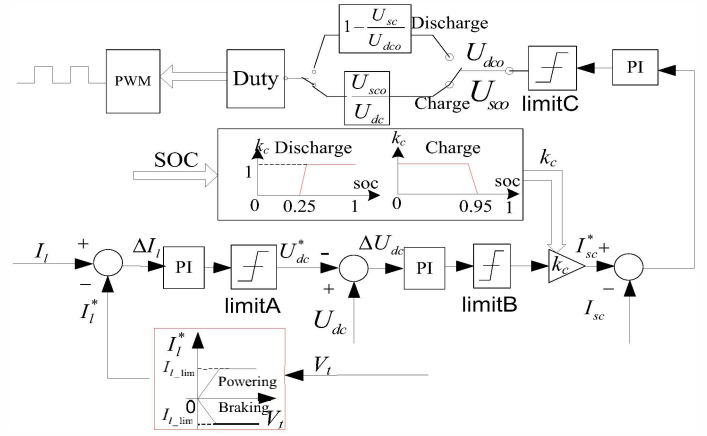 1 - U_sc / U_dco
Discharge
PWM
Duty
U_sco / U_dc
Charge
U_dco
U_sco
limitC
PI
SOC
k_c
Discharge
1
0
0.25
1
soc
k_c
Charge
0
0.95
1
soc
k_c
I_l
+
−
ΔI_l
I_l^*
PI
limitA
U_dc^*
-
+
U_dc
ΔU_dc
PI
limitB
k_c
I_sc^*
+
−
I_sc
I_l^*
I_l_lim
Powering
0
Braking
I_l_lim
V_t
V_t